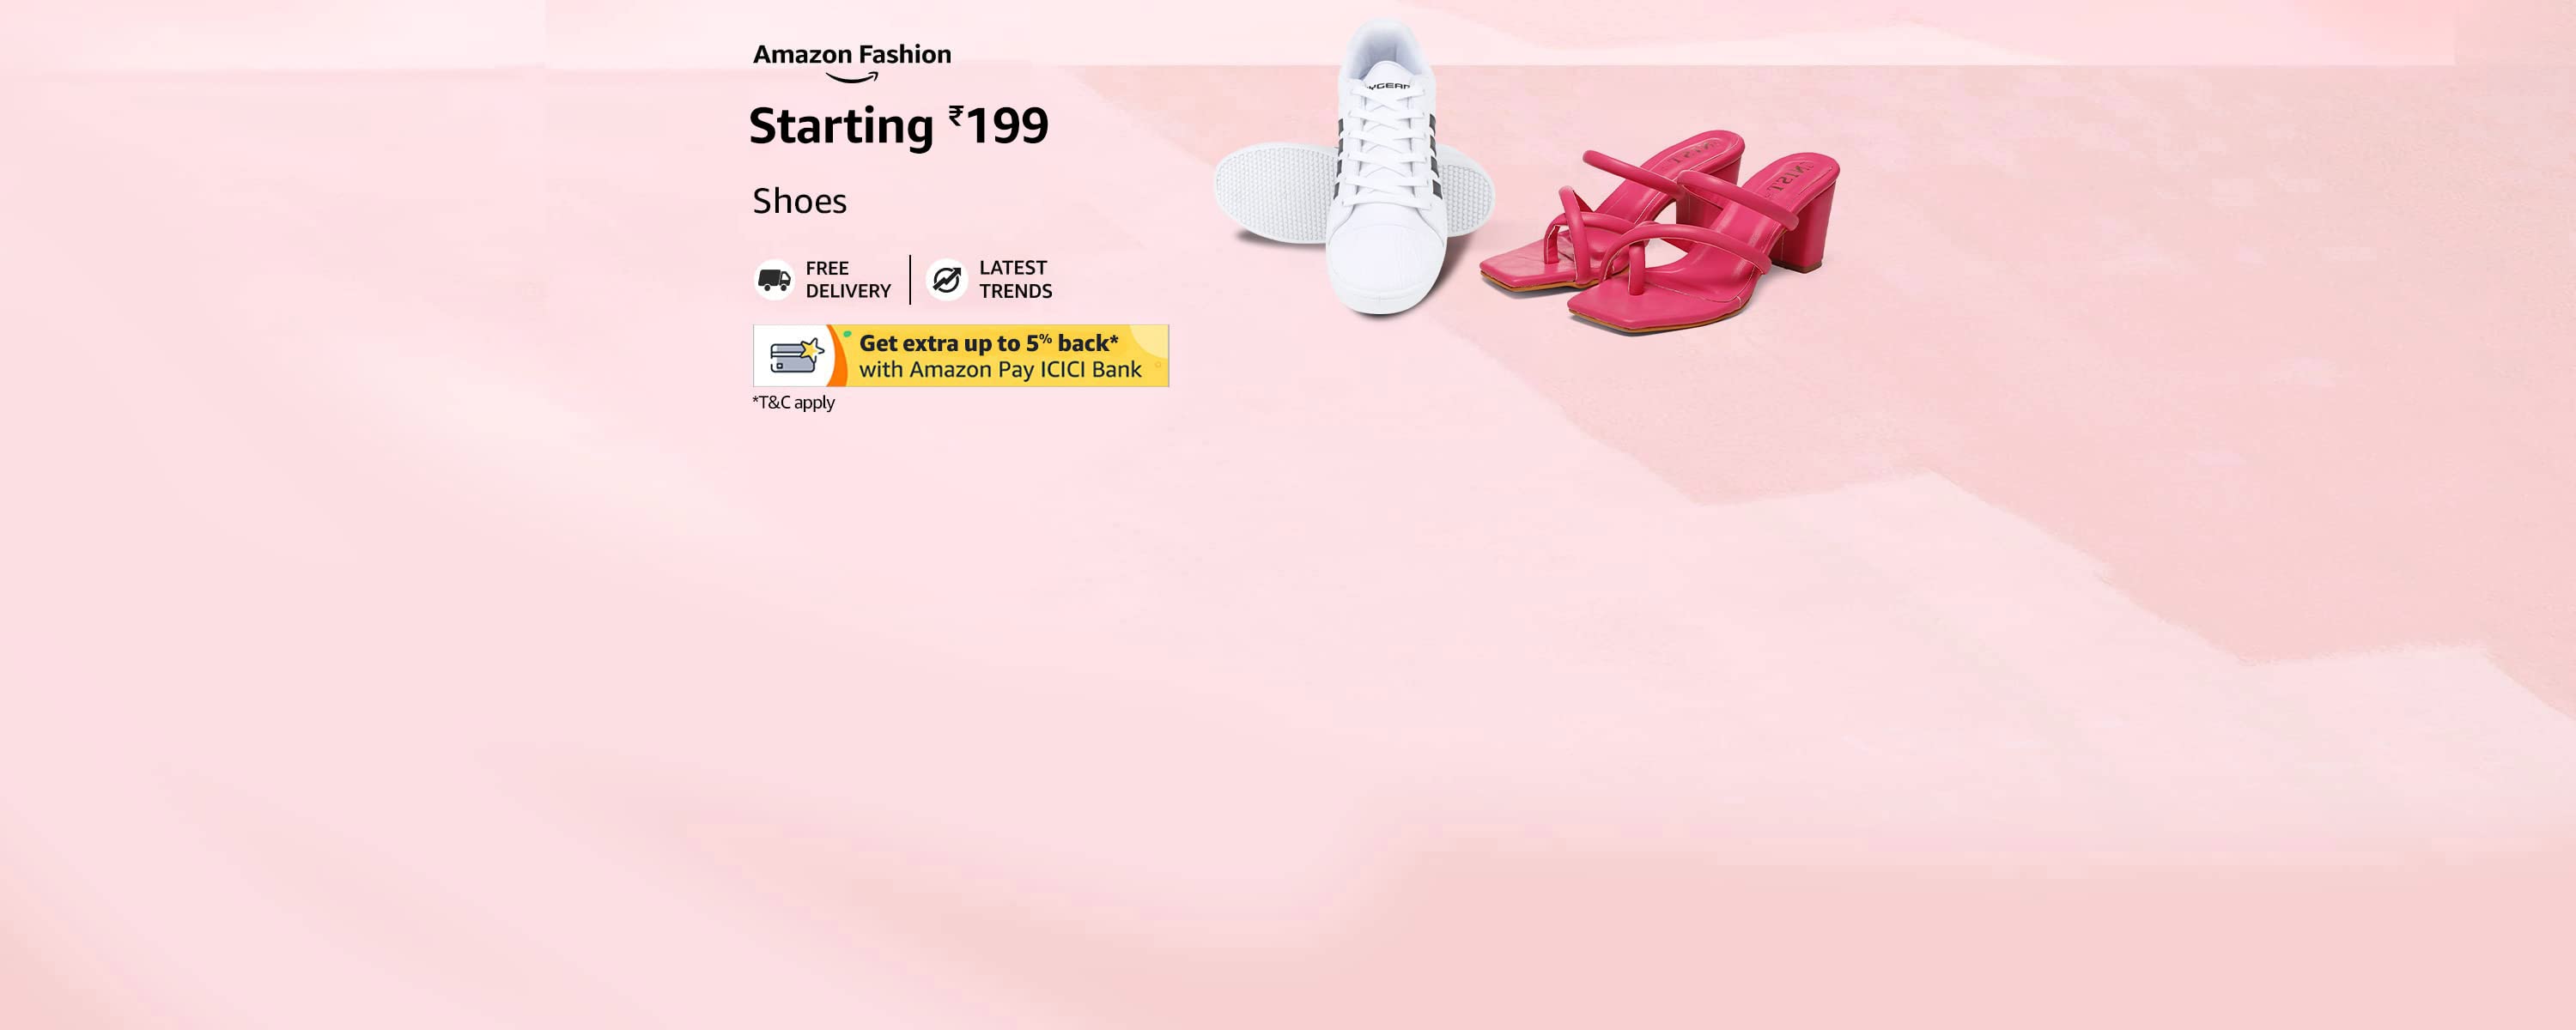 Amazon Fashion
Starting ₹199
Shoes
FREE
DELIVERY
LATEST
TRENDS
Get extra up to 5% back*
with Amazon Pay ICICI Bank
*T&C apply